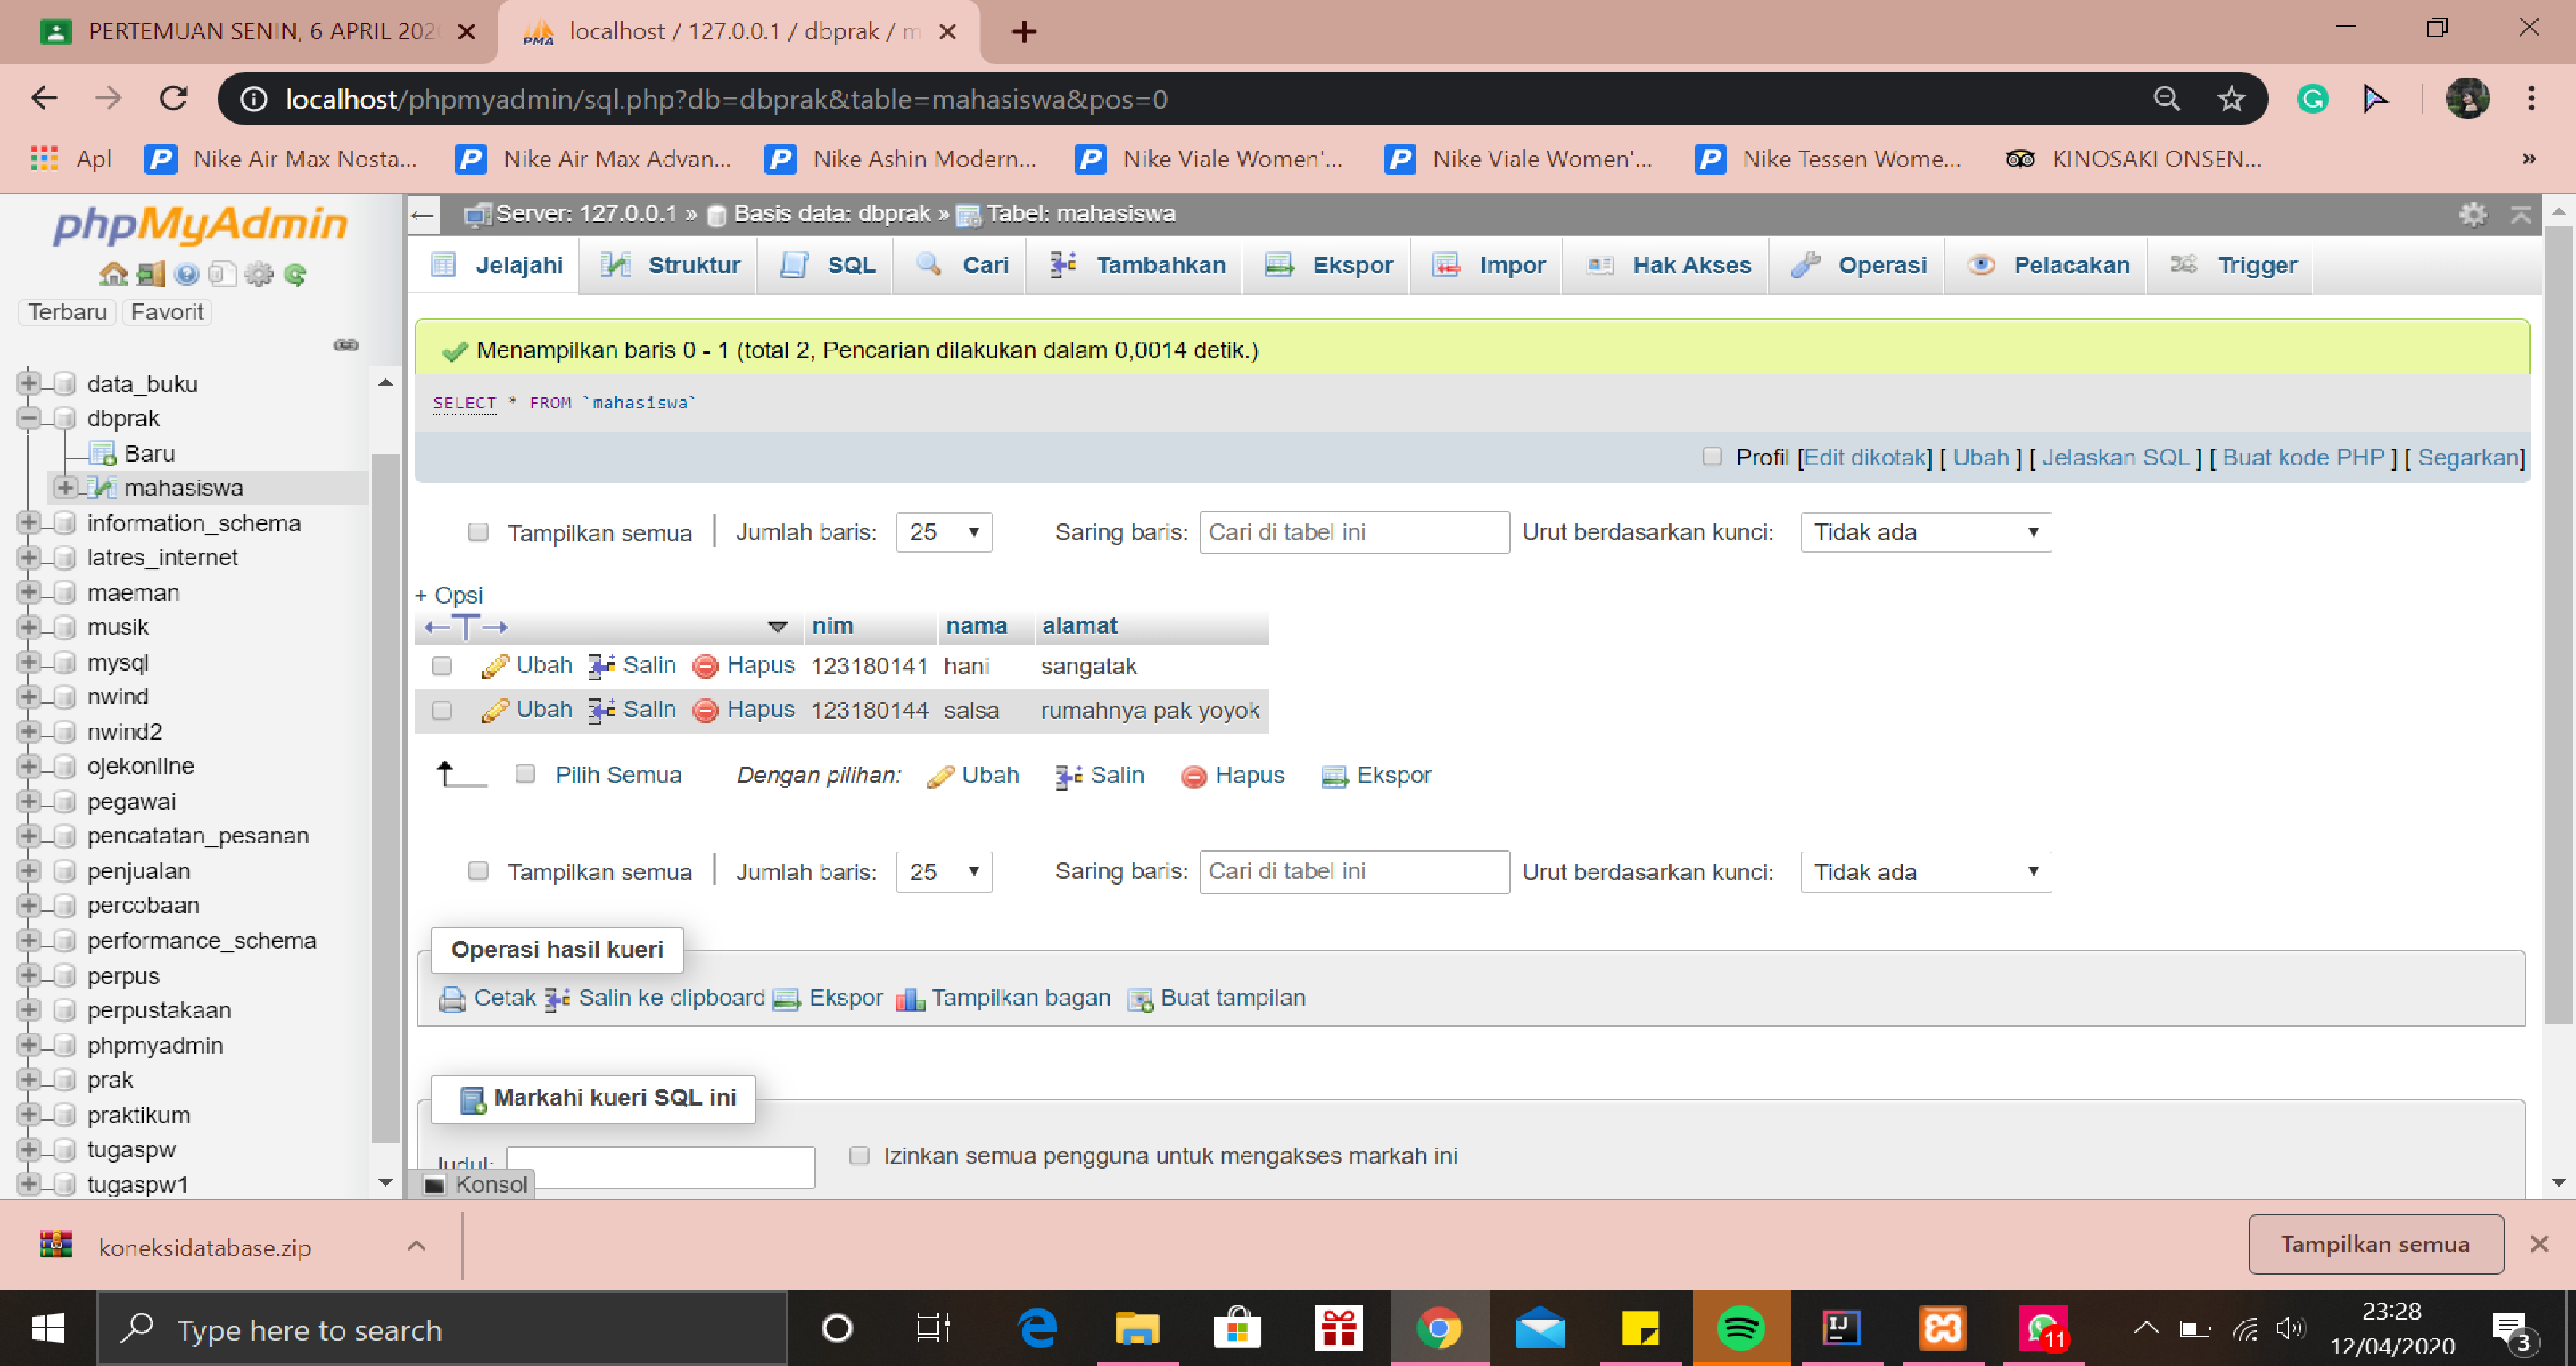 PERTEMUAN SENIN, 6 APRIL 202
PMA localhost / 127.0.0.1 / dbprak / m
localhost/phpmyadmin/sql.php?db=dbprak&table=mahasiswa&pos=0
Apl Nike Air Max Nosta... Nike Air Max Advan... Nike Ashin Modern... Nike Viale Women'... Nike Viale Women'... Nike Tessen Wome... KINOSAKI ONSEN... »
phpMyAdmin
Terbaru Favorit
data_buku
dbprak
Baru
mahasiswa
information_schema
latres_internet
maeman
musik
mysql
nwind
nwind2
ojekonline
pegawai
pencatatan_pesanan
penjualan
percobaan
performance_schema
perpus
perpustakaan
phpmyadmin
prak
praktikum
tugaspw
tugaspw1
Server: 127.0.0.1 » Basis data: dbprak » Tabel: mahasiswa
Jelajahi Struktur SQL Cari Tambahkan Ekspor Impor Hak Akses Operasi Pelacakan Trigger
Menampilkan baris 0 - 1 (total 2, Pencarian dilakukan dalam 0,0014 detik.)
SELECT * FROM `mahasiswa`
Profil [Edit dikotak] [ Ubah ] [ Jelaskan SQL ] [ Buat kode PHP ] [ Segarkan]
Tampilkan semua | Jumlah baris: 25 Saring baris: Cari di tabel ini Urut berdasarkan kunci: Tidak ada
+ Opsi
←T→ nim nama alamat
Ubah Salin Hapus 123180141 hani sangatak
Ubah Salin Hapus 123180144 salsa rumahnya pak yoyok
Pilih Semua Dengan pilihan: Ubah Salin Hapus Ekspor
Tampilkan semua | Jumlah baris: 25 Saring baris: Cari di tabel ini Urut berdasarkan kunci: Tidak ada
Operasi hasil kueri
Cetak Salin ke clipboard Ekspor Tampilkan bagan Buat tampilan
Markahi kueri SQL ini
Judul: Izinkan semua pengguna untuk mengakses markah ini
Konsol
koneksidatabase.zip Tampilkan semua
Type here to search
IJ
11
23:28
12/04/2020
3